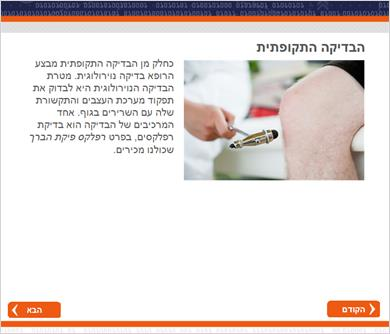 הבדיקה התקופתית
כחלק מן הבדיקה התקופתית מבצע
הרופא בדיקה נוירולוגית. מטרת
הבדיקה הנוירולוגית היא לבדוק את
תפקוד מערכת העצבים והתקשורת
שלה עם השרירים בגוף. אחד
המרכיבים של הבדיקה הוא בדיקת
רפלקסים, בפרט רפלקס פיקת הברך
שכולנו מכירים.
הקודם
הבא